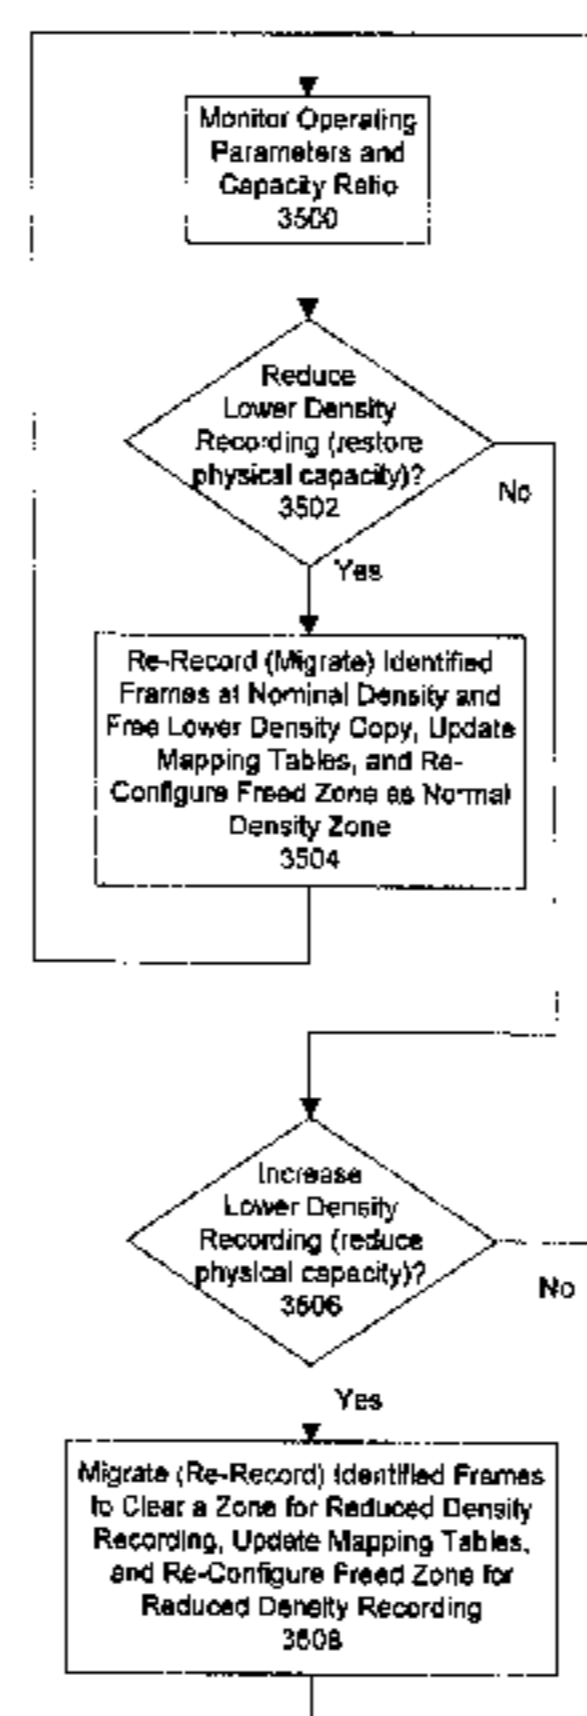 Monitor Operating
Parameters and
Capacity Ratio
3500
Reduce
Lower Density
Recording (restore
physical capacity)?
3502
No
Yes
Re-Record (Migrate) Identified
Frames at Nominal Density and
Free Lower Density Copy, Update
Mapping Tables, and Re-
Configure Freed Zone as Normal
Density Zone
3504
Increase
Lower Density
Recording (reduce
physical capacity)?
3506
No
Yes
Migrate (Re-Record) Identified Frames
to Clear a Zone for Reduced Density
Recording, Update Mapping Tables,
and Re-Configure Freed Zone for
Reduced Density Recording
3508